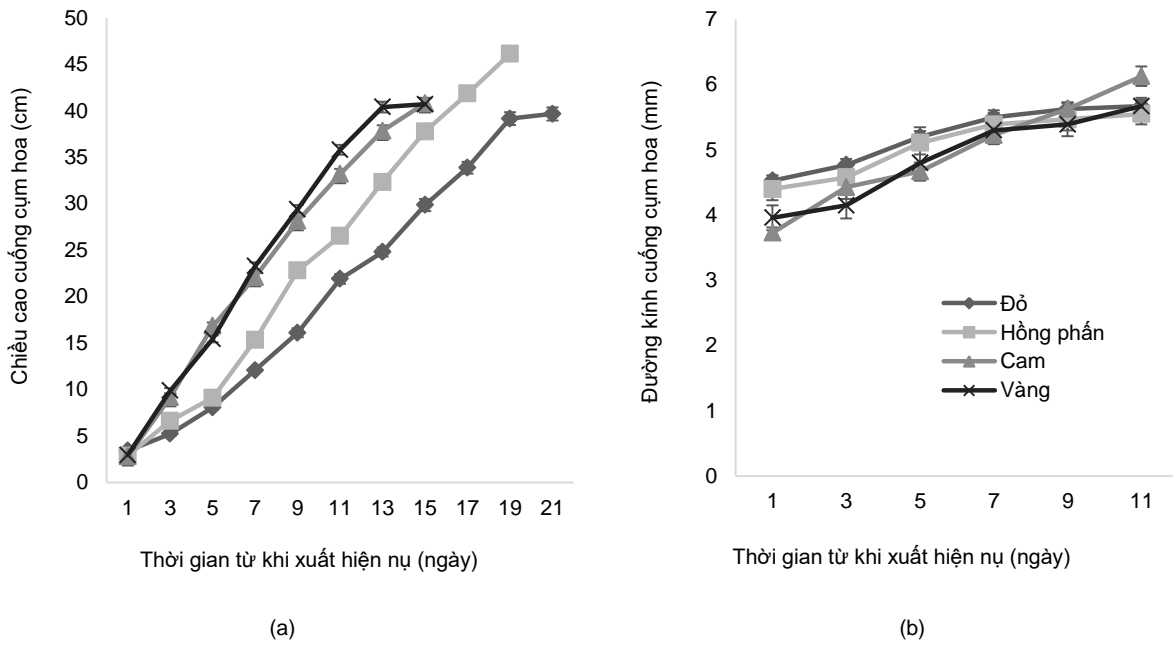 Chiều cao cuống cụm hoa (cm)
50
45
40
35
30
25
20
15
10
5
0
1 3 5 7 9 11 13 15 17 19 21
Thời gian từ khi xuất hiện nụ (ngày)
(a)
Đường kính cuống cụm hoa (mm)
7
6
5
4
3
2
1
0
Đỏ
Hồng phấn
Cam
Vàng
1 3 5 7 9 11
Thời gian từ khi xuất hiện nụ (ngày)
(b)